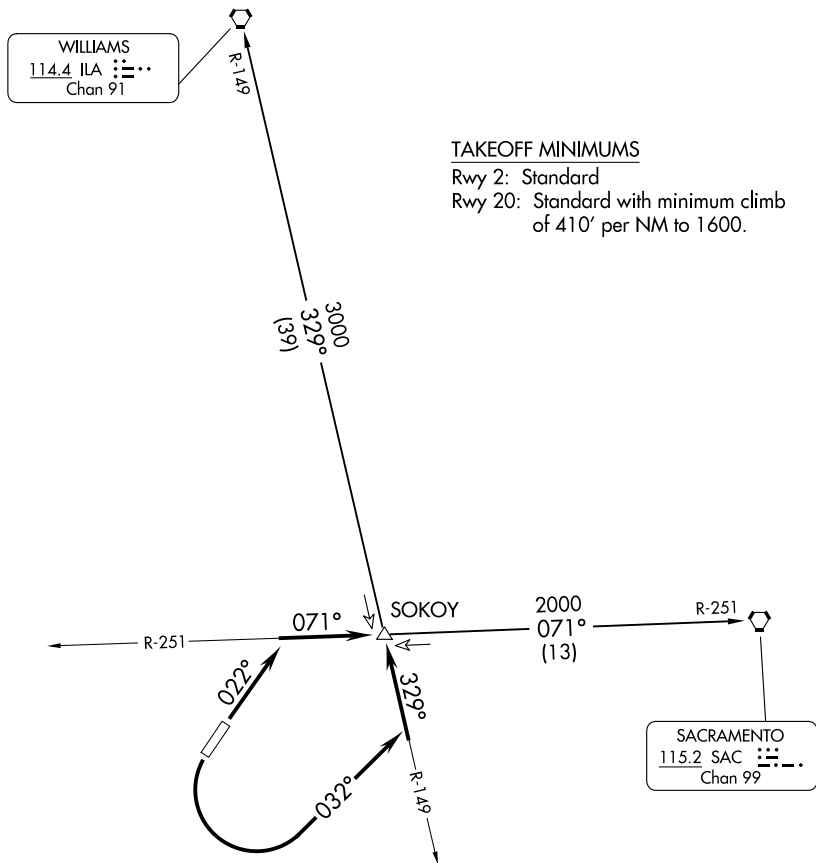 WILLIAMS
114.4 ILA
Chan 91
R-149
TAKEOFF MINIMUMS
Rwy 2: Standard
Rwy 20: Standard with minimum climb
of 410' per NM to 1600.
3000
329°
(39)
SOKOY
071°
2000
071°
(13)
R-251
R-251
022°
329°
032°
R-149
SACRAMENTO
115.2 SAC
Chan 99